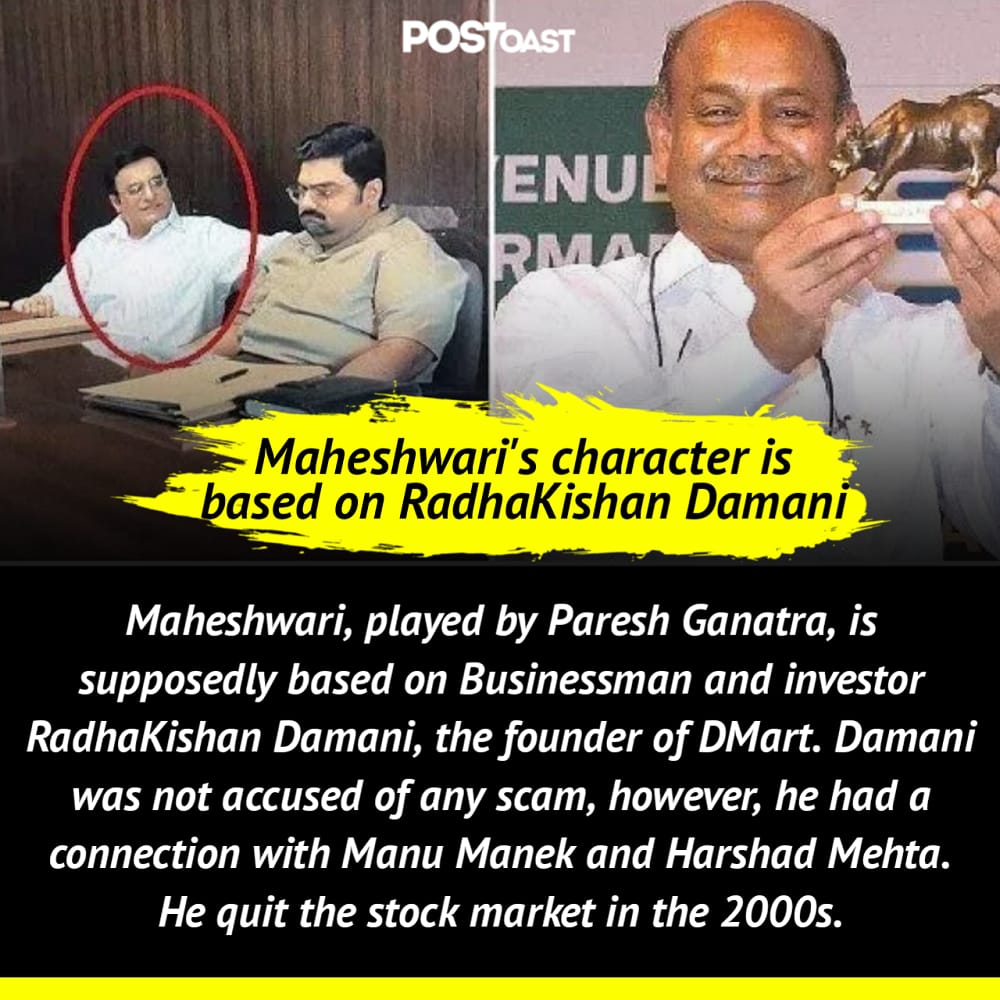 POSTOAST
ENUE
RMA
Maheshwari's character is
based on RadhaKishan Damani
Maheshwari, played by Paresh Ganatra, is
supposedly based on Businessman and investor
RadhaKishan Damani, the founder of DMart. Damani
was not accused of any scam, however, he had a
connection with Manu Manek and Harshad Mehta.
He quit the stock market in the 2000s.